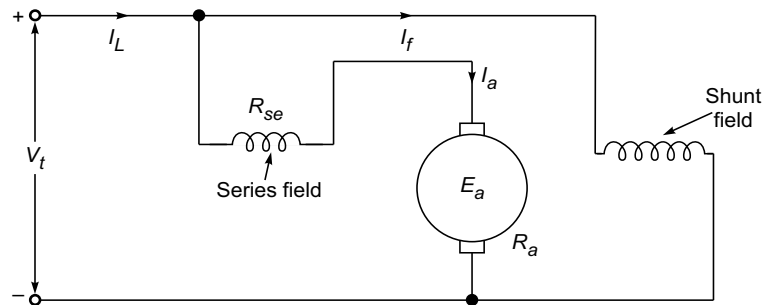 +
I_L
I_f
I_a
R_se
Shunt
field
V_t
Series field
E_a
R_a
–